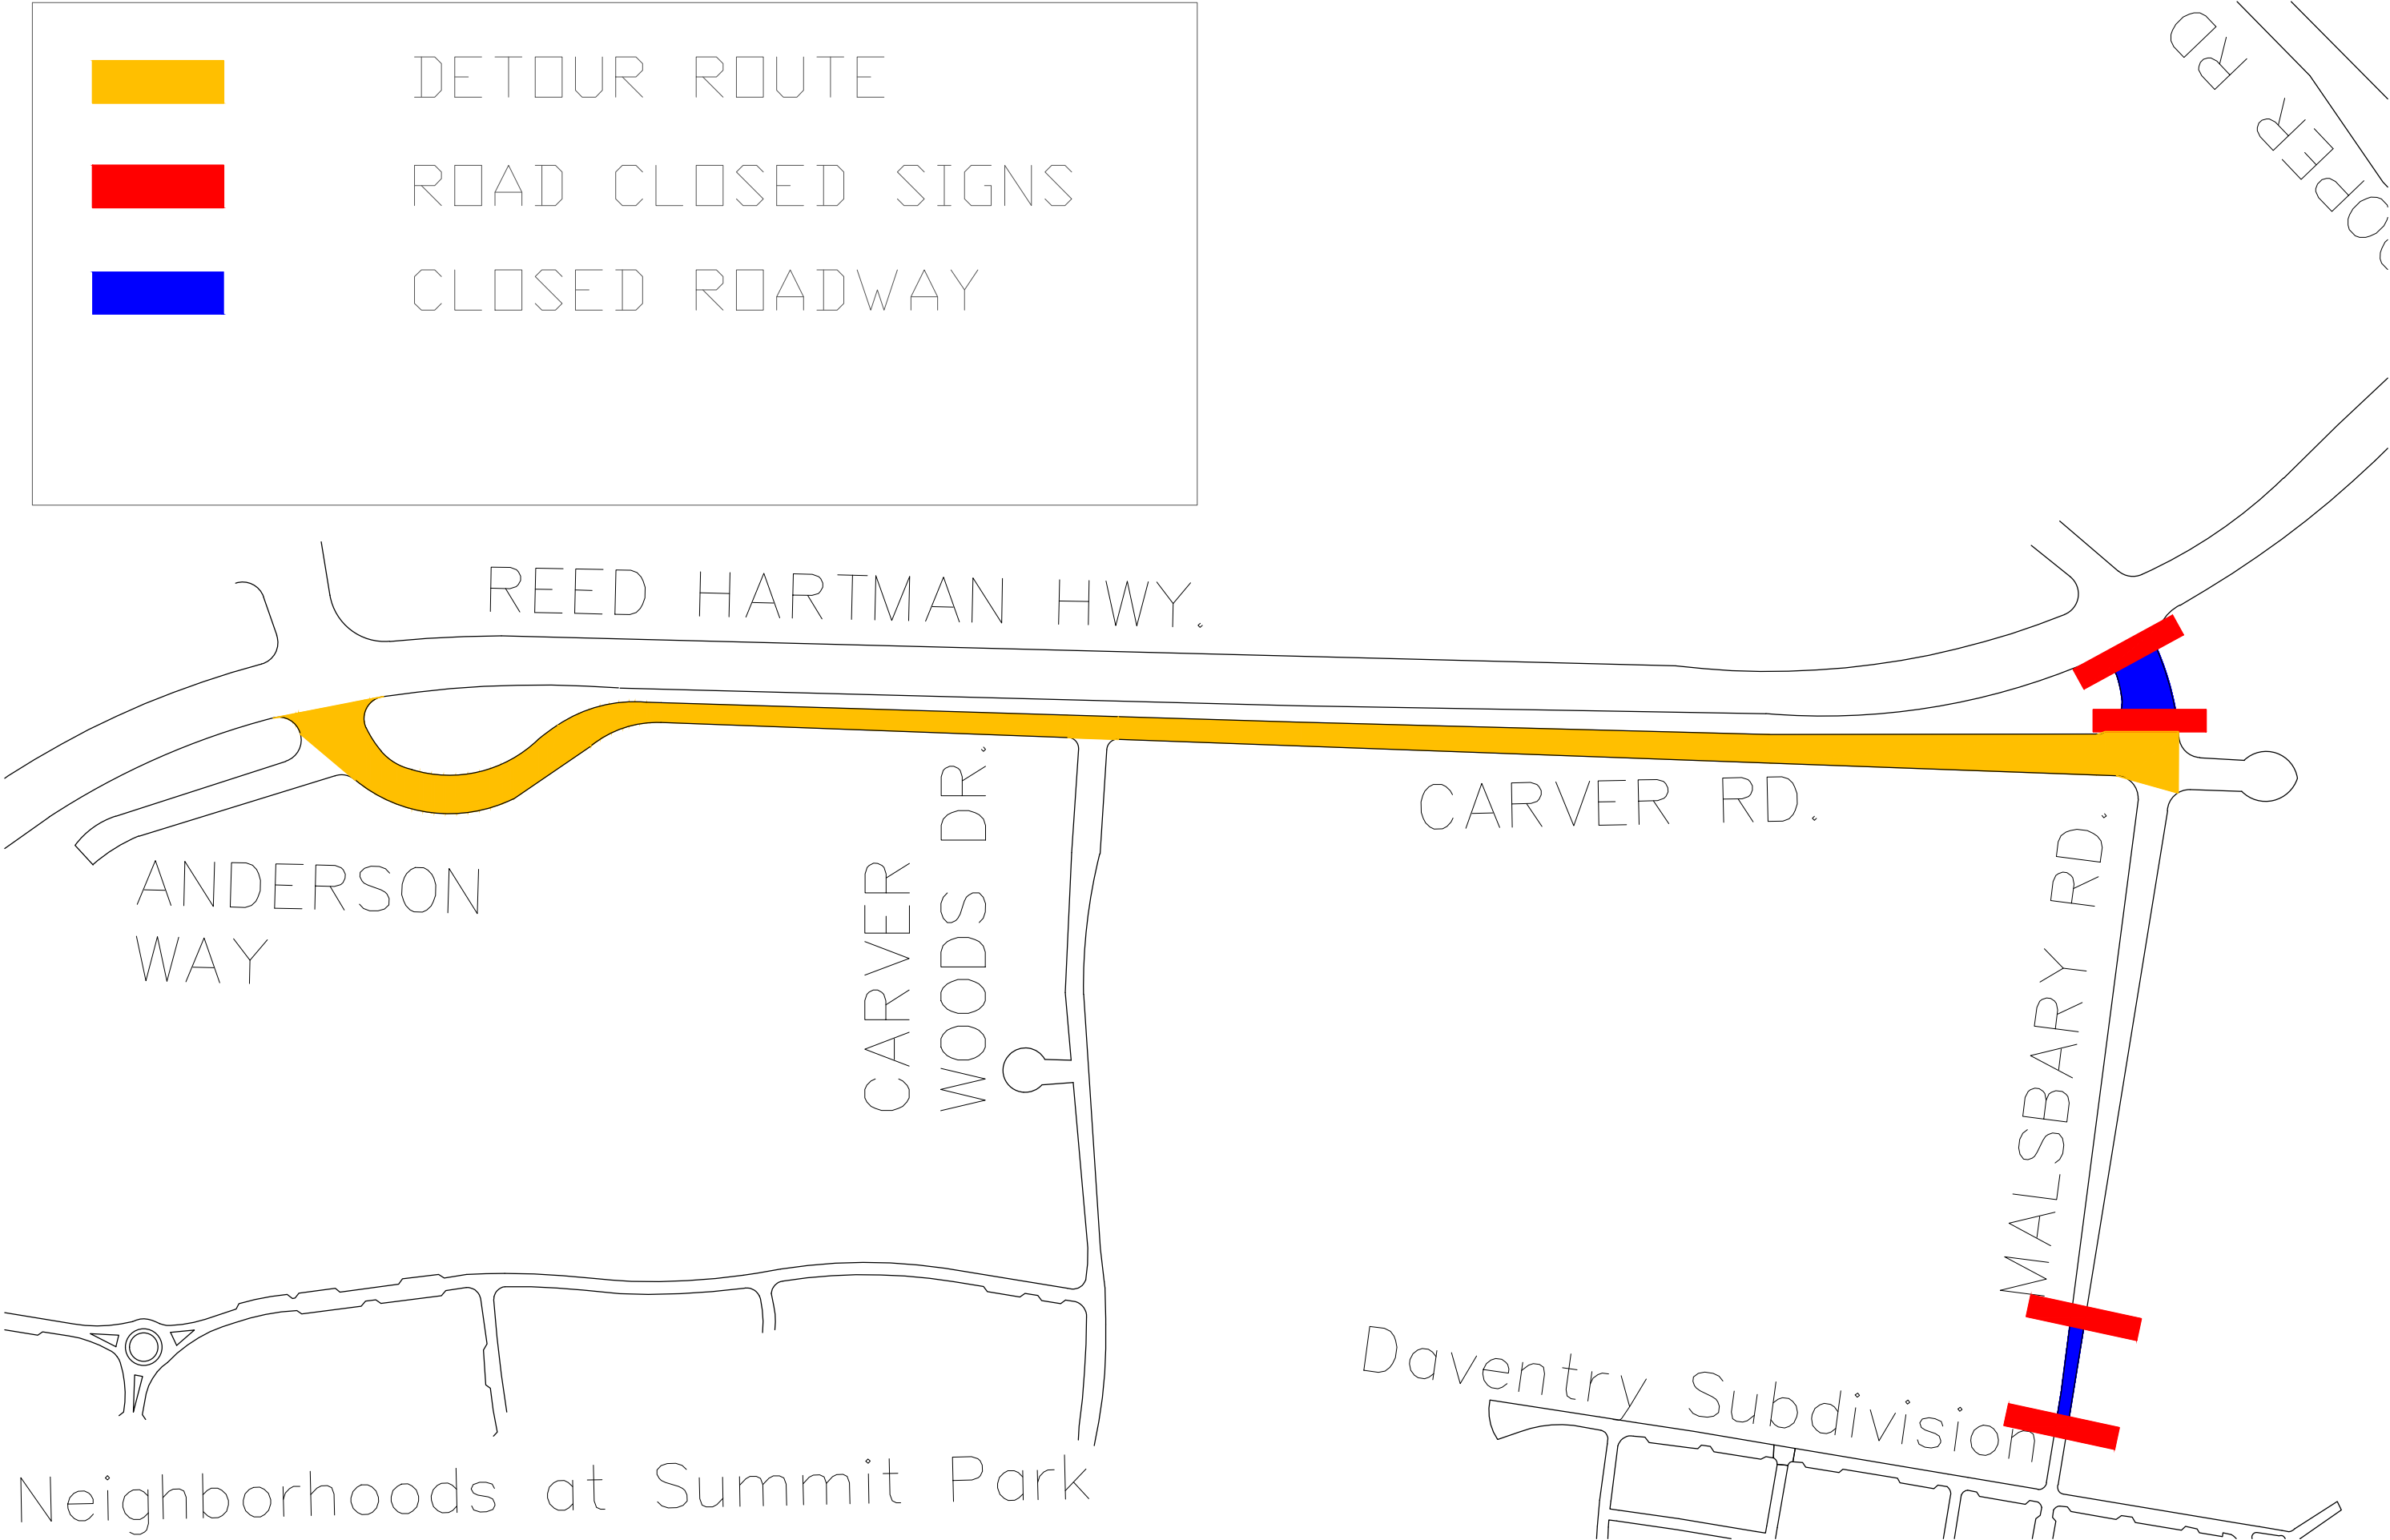 DETOUR ROUTE
ROAD CLOSED SIGNS
CLOSED ROADWAY
REED HARTMAN HWY.
CARVER RD.
ANDERSON
WAY
CARVER
WOODS DR.
MALSBARY RD.
Daventry Subdivision
Neighborhoods at Summit Park